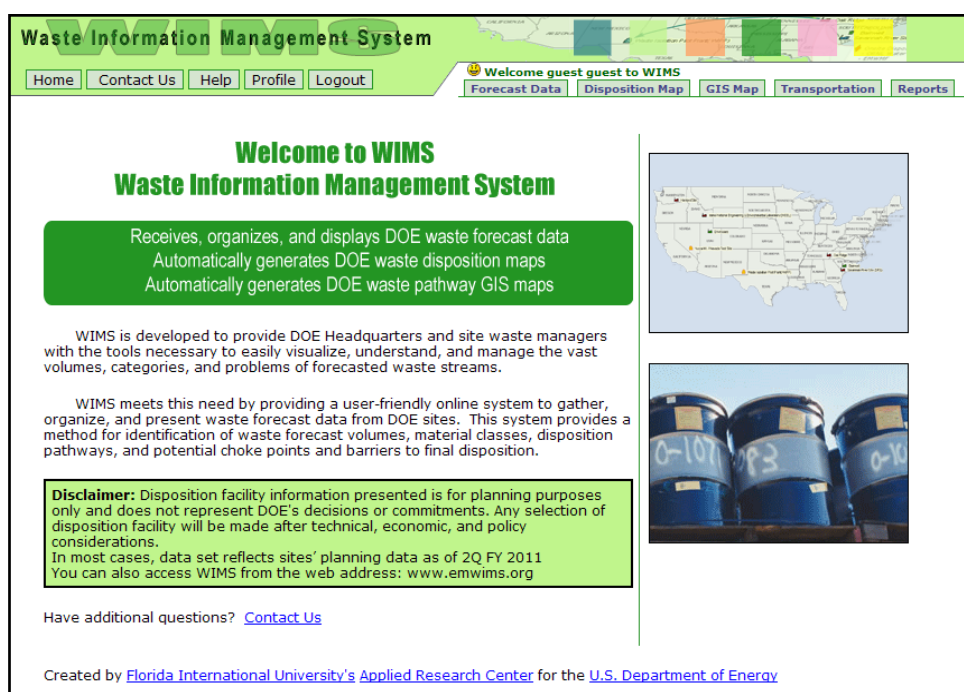 Waste Information Management System
Home Contact Us Help Profile Logout
Welcome guest guest to WIMS
Forecast Data Disposition Map GIS Map Transportation Reports
Welcome to WIMS
Waste Information Management System
Receives, organizes, and displays DOE waste forecast data
Automatically generates DOE waste disposition maps
Automatically generates DOE waste pathway GIS maps
WIMS is developed to provide DOE Headquarters and site waste managers
with the tools necessary to easily visualize, understand, and manage the vast
volumes, categories, and problems of forecasted waste streams.
WIMS meets this need by providing a user-friendly online system to gather,
organize, and present waste forecast data from DOE sites. This system provides a
method for identification of waste forecast volumes, material classes, disposition
pathways, and potential choke points and barriers to final disposition.
Disclaimer: Disposition facility information presented is for planning purposes
only and does not represent DOE's decisions or commitments. Any selection of
disposition facility will be made after technical, economic, and policy
considerations.
In most cases, data set reflects sites' planning data as of 2Q FY 2011
You can also access WIMS from the web address: www.emwims.org
Have additional questions? Contact Us
Created by Florida International University's Applied Research Center for the U.S. Department of Energy
O-107
083